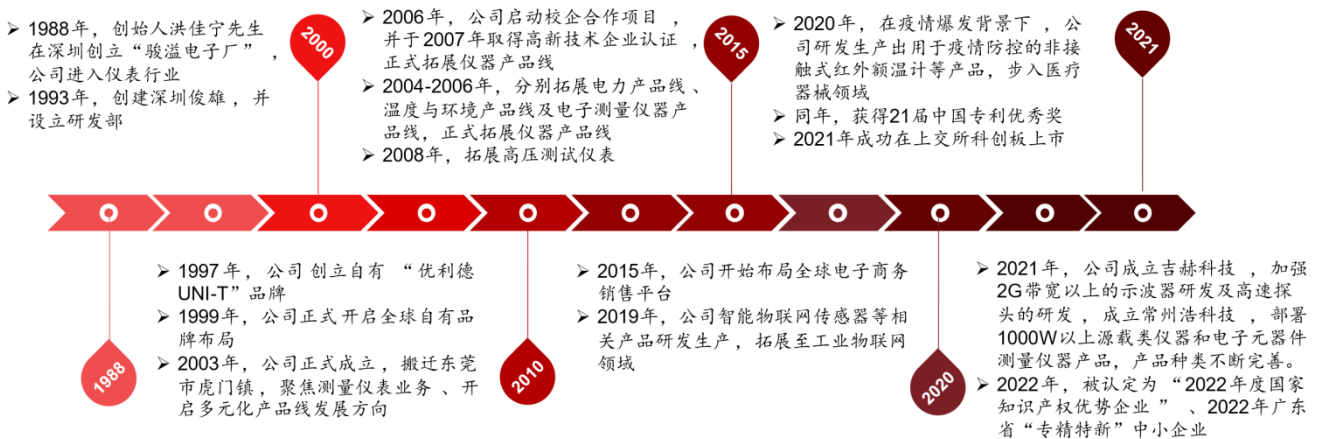 ➢ 1988年，创始人洪佳宁先生
在深圳创立“骏溢电子厂”，
公司进入仪表行业
➢ 1993年，创建深圳俊雄，并
设立研发部
2000
➢ 2006年，公司启动校企合作项目，
并于2007年取得高新技术企业认证，
正式拓展仪器产品线
➢ 2004-2006年，分别拓展电力产品线、
温度与环境产品线及电子测量仪器产
品线，正式拓展仪器产品线
➢ 2008年，拓展高压测试仪表
2015
➢ 2020年，在疫情爆发背景下，公
司研发生产出用于疫情防控的非接
触式红外额温计等产品，步入医疗
器械领域
➢ 同年，获得21届中国专利优秀奖
➢ 2021年成功在上交所科创板上市
2021
1988
➢ 1997年，公司创立自有“优利德
UNI-T”品牌
➢ 1999年，公司正式开启全球自有品
牌布局
➢ 2003年，公司正式成立，搬迁东莞
市虎门镇，聚焦测量仪表业务、开
启多元化产品线发展方向
2010
➢ 2015年，公司开始布局全球电子商务
销售平台
➢ 2019年，公司智能物联网传感器等相
关产品研发生产，拓展至工业物联网
领域
2020
➢ 2021年，公司成立吉赫科技，加强
2G带宽以上的示波器研发及高速探
头的研发，成立常州浩科技，部署
1000W以上源载类仪器和电子元器件
测量仪器产品，产品种类不断完善。
➢ 2022年，被认定为“2022年度国家
知识产权优势企业”、2022年广东
省“专精特新”中小企业